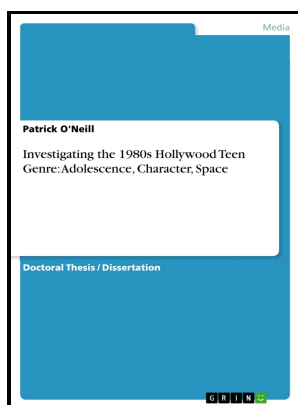 Media
Patrick O'Neill
Investigating the 1980s Hollywood Teen
Genre: Adolescence, Character, Space
Doctoral Thesis / Dissertation
GRIN